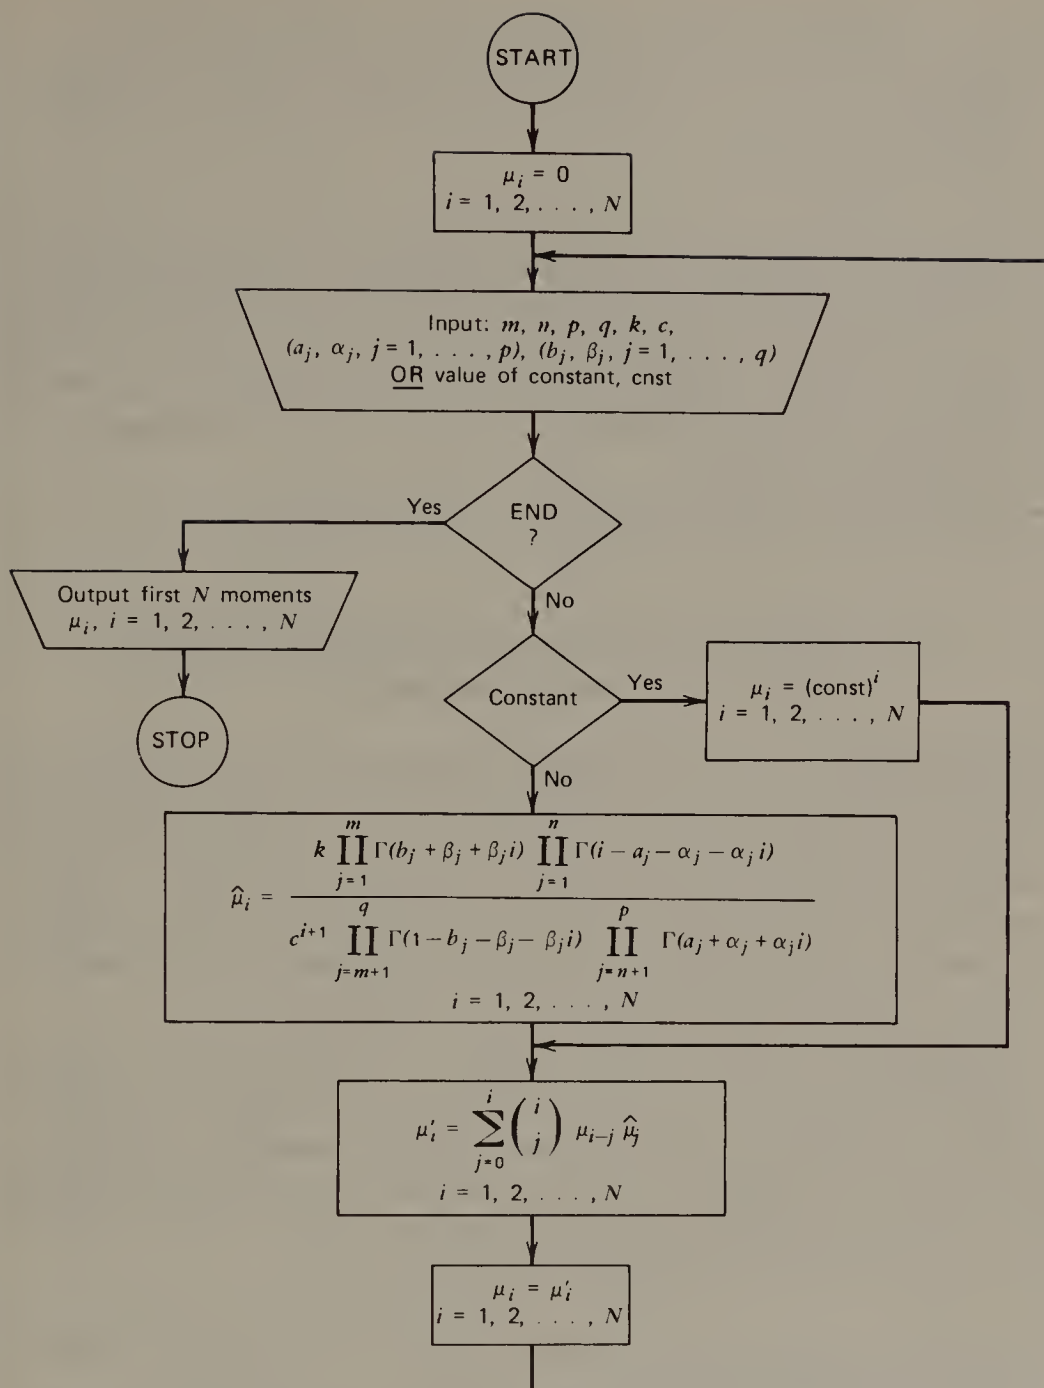 START
μ_i = 0
i = 1, 2, . . . , N
Input: m, n, p, q, k, c,
(a_j, α_j, j = 1, . . . , p), (b_j, β_j, j = 1, . . . , q)
OR value of constant, cnst
END
?
Yes
No
Output first N moments
μ_i, i = 1, 2, . . . , N
STOP
Constant
Yes
No
μ_i = (const)^i
i = 1, 2, . . . , N
μ̂_i = \frac{k ∏_{j=1}^{m} Γ(b_j + β_j + β_j i) ∏_{j=1}^{n} Γ(i − a_j − α_j − α_j i)}{c^{i+1} ∏_{j=m+1}^{q} Γ(1 − b_j − β_j − β_j i) ∏_{j=n+1}^{p} Γ(a_j + α_j + α_j i)}
i = 1, 2, . . . , N
μ′_i = ∑_{j=0}^{i} \binom{i}{j} μ_{i−j} μ̂_j
i = 1, 2, . . . , N
μ_i = μ′_i
i = 1, 2, . . . , N